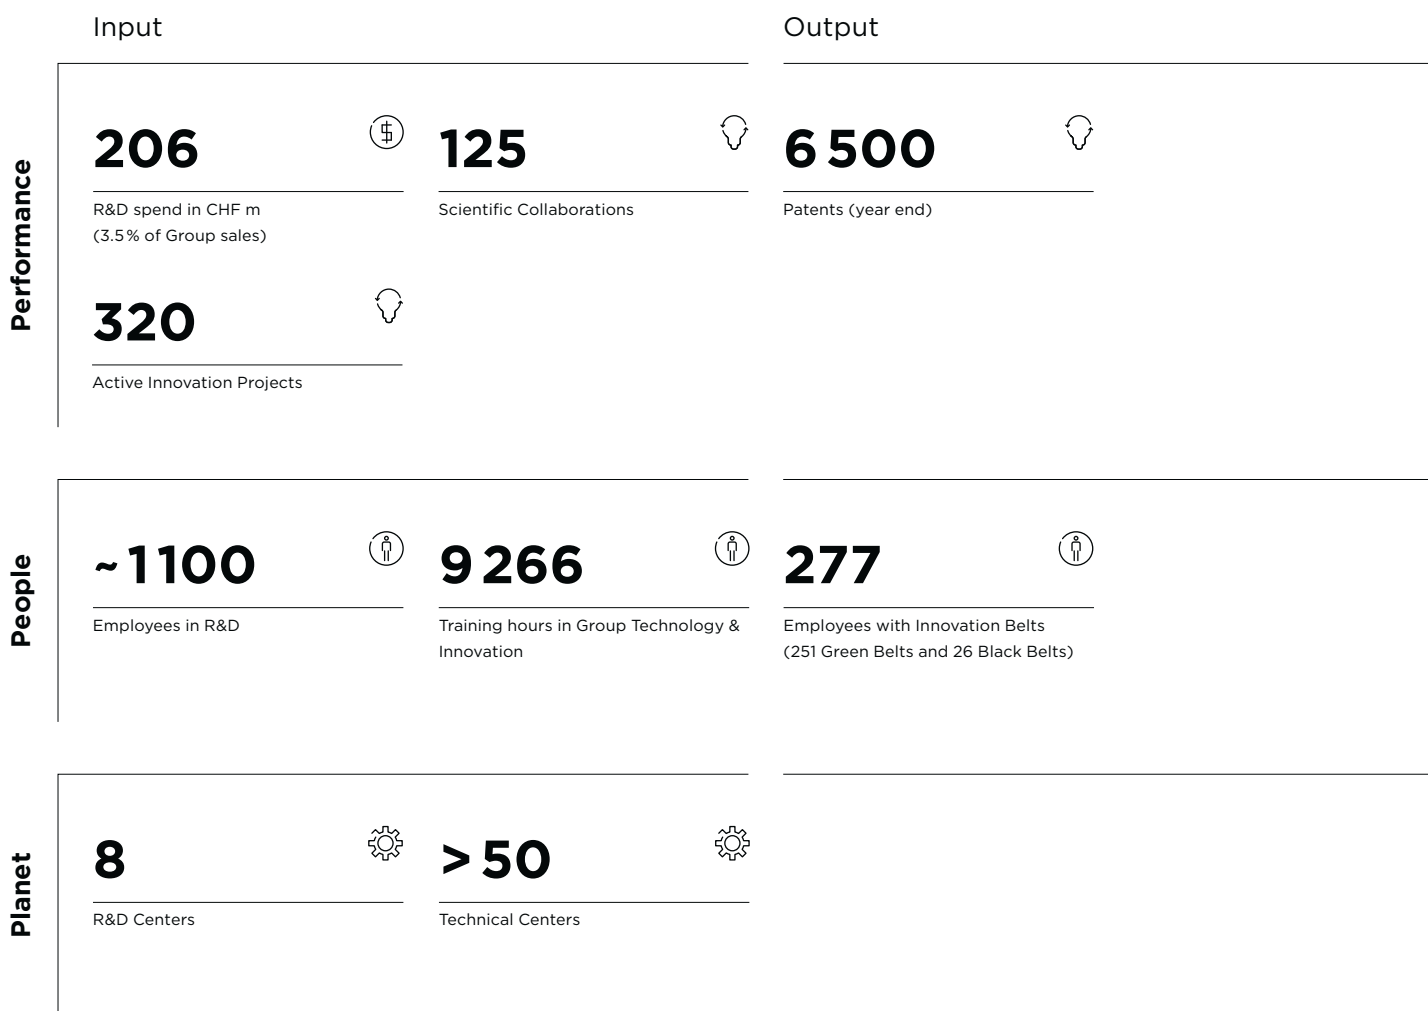 Input
Output
Performance
206
125
6 500
R&D spend in CHF m
(3.5% of Group sales)
Scientific Collaborations
Patents (year end)
320
Active Innovation Projects
People
~ 1 100
9 266
277
Employees in R&D
Training hours in Group Technology &
Innovation
Employees with Innovation Belts
(251 Green Belts and 26 Black Belts)
Planet
8
> 50
R&D Centers
Technical Centers